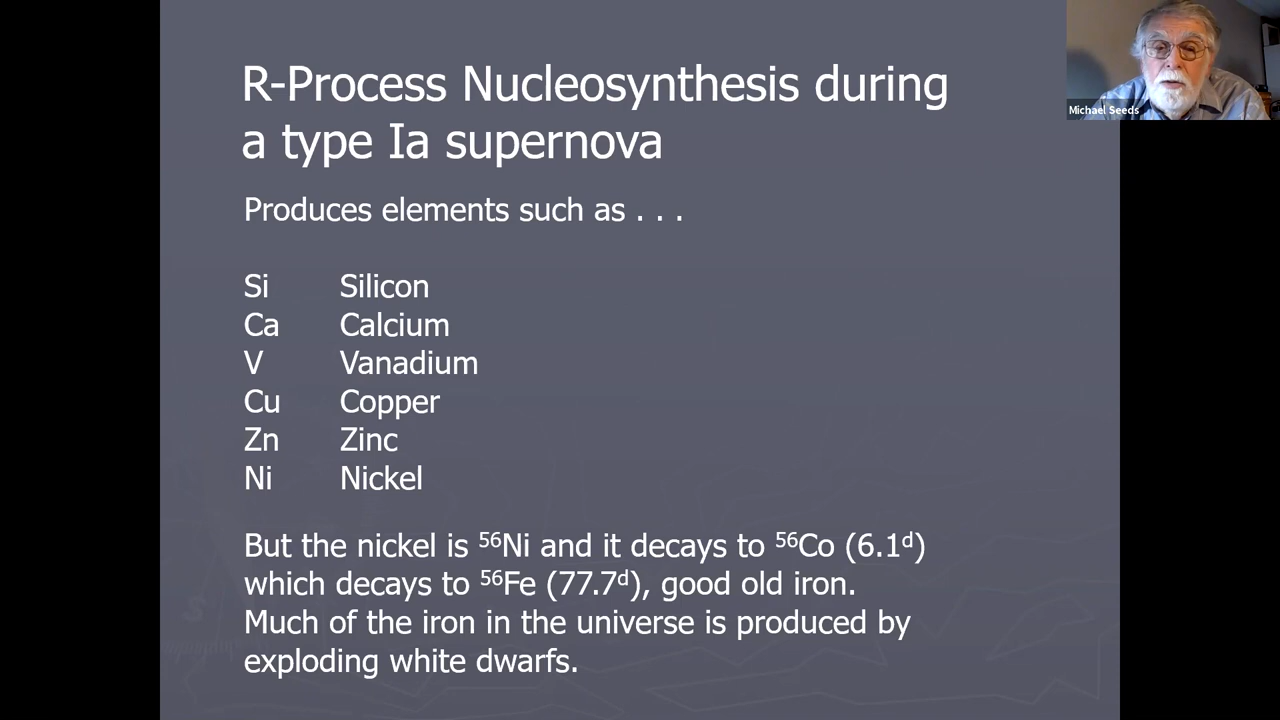 R-Process Nucleosynthesis during
a type Ia supernova
Produces elements such as . . .
Si Silicon
Ca Calcium
V Vanadium
Cu Copper
Zn Zinc
Ni Nickel
But the nickel is ⁵⁶Ni and it decays to ⁵⁶Co (6.1ᵈ)
which decays to ⁵⁶Fe (77.7ᵈ), good old iron.
Much of the iron in the universe is produced by
exploding white dwarfs.
Michael Seeds